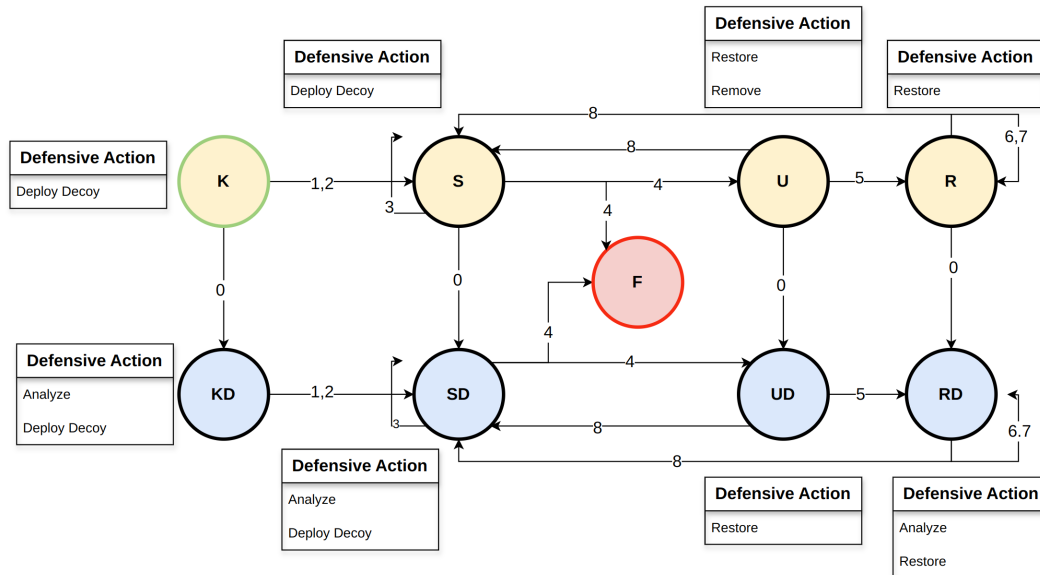 Defensive Action
Restore
Remove
Defensive Action
Deploy Decoy
Defensive Action
Restore
8
6,7
8
Defensive Action
Deploy Decoy
K
1,2
3
S
4
U
5
R
4
0
0
F
0
0
4
Defensive Action
Analyze
Deploy Decoy
KD
1,2
3
SD
4
UD
5
RD
8
6.7
8
Defensive Action
Analyze
Deploy Decoy
Defensive Action
Restore
Defensive Action
Analyze
Restore